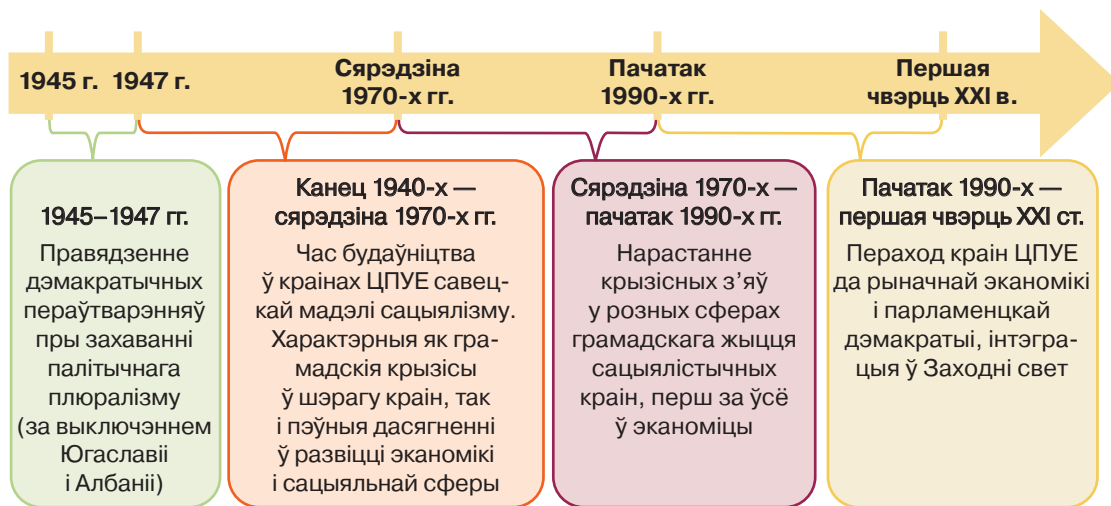 1945 г.
1947 г.
Сярэдзіна
1970-х гг.
Пачатак
1990-х гг.
Першая
чвэрць XXI в.
1945–1947 гг.
Правядзенне
дэмакратычных
пераўтварэнняў
пры захаванні
палітычнага
плюралізму
(за выключэннем
Югаславіі
і Албаніі)
Канец 1940-х —
сярэдзіна 1970-х гг.
Час будаўніцтва
ў краінах ЦПУЕ савец-
кай мадэлі сацыялізму.
Характэрныя як гра-
мадскія крызісы
ў шэрагу краін, так
і пэўныя дасягненні
ў развіцці эканомікі
і сацыяльнай сферы
Сярэдзіна 1970-х —
пачатак 1990-х гг.
Нарастанне
крызісных з’яў
у розных сферах
грамадскага жыцця
сацыялістычных
краін, перш за ўсё
ў эканоміцы
Пачатак 1990-х —
першая чвэрць XXI ст.
Пераход краін ЦПУЕ
да рыначнай эканомікі
і парламенцкай
дэмакратыі, інтэгра-
цыя ў Заходні свет